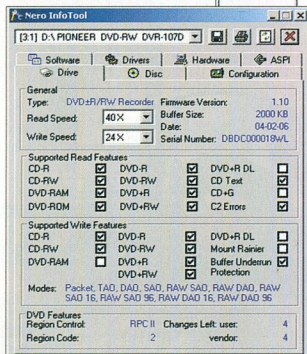 Nero InfoTool
[3:1] D:\ PIONEER DVD-RW DVR-107D
Software Drivers Hardware ASPI
Drive Disc Configuration
General
Type: DVD±R/RW Recorder Firmware Version: 1.10
Read Speed: 40 X Buffer Size: 2000 KB
Date: 04-02-06
Write Speed: 24 X Serial Number: DBDC000018WL
Supported Read Features
CD-R DVD-R DVD+R DL
CD-RW DVD-RW CD Text
DVD-RAM DVD+R CD+G
DVD-ROM DVD+RW C2 Errors
Supported Write Features
CD-R DVD-R DVD+R DL
CD-RW DVD-RW Mount Rainier
DVD-RAM DVD+R Buffer Underrun
DVD+RW Protection
Modes: Packet, TAO, DAO, SAO, RAW SAO, RAW DAO, RAW
SAO 16, RAW SAO 96, RAW DAO 16, RAW DAO 96
DVD Features
Region Control: RPC II Changes Left: user: 4
Region Code: 2 vendor: 4